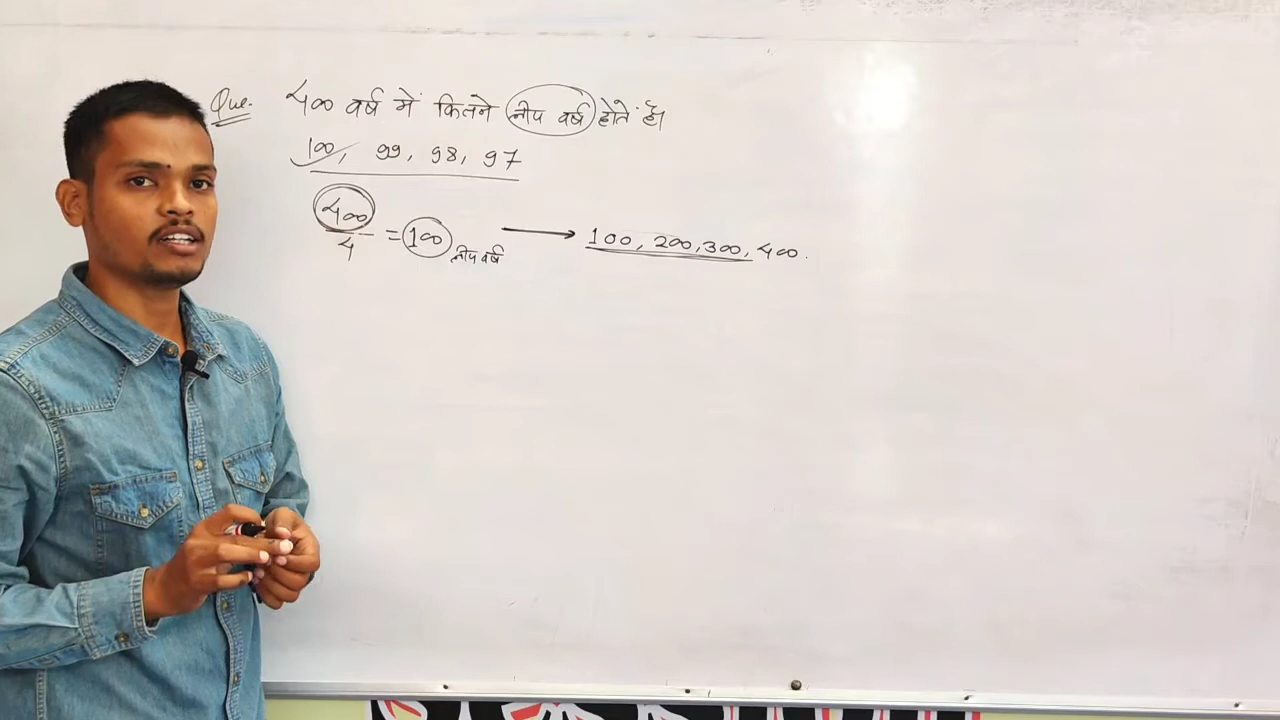 Que. 400 वर्ष में कितने लीप वर्ष होते है।
100, 99, 98, 97
400/4 = 100 लीप वर्ष → 100, 200, 300, 400.